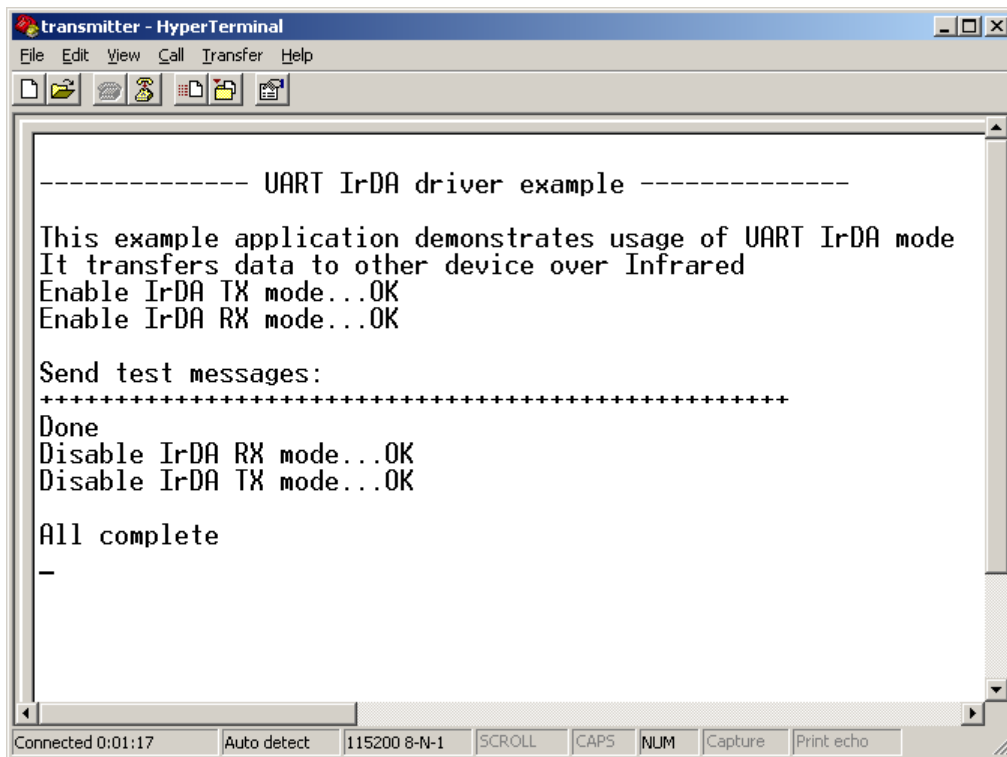 transmitter - HyperTerminal
File Edit View Call Transfer Help
-------------- UART IrDA driver example --------------
This example application demonstrates usage of UART IrDA mode
It transfers data to other device over Infrared
Enable IrDA TX mode...OK
Enable IrDA RX mode...OK
Send test messages:
++++++++++++++++++++++++++++++++++++++++++++++++++
Done
Disable IrDA RX mode...OK
Disable IrDA TX mode...OK
All complete
_
Connected 0:01:17 Auto detect 115200 8-N-1 SCROLL CAPS NUM Capture Print echo